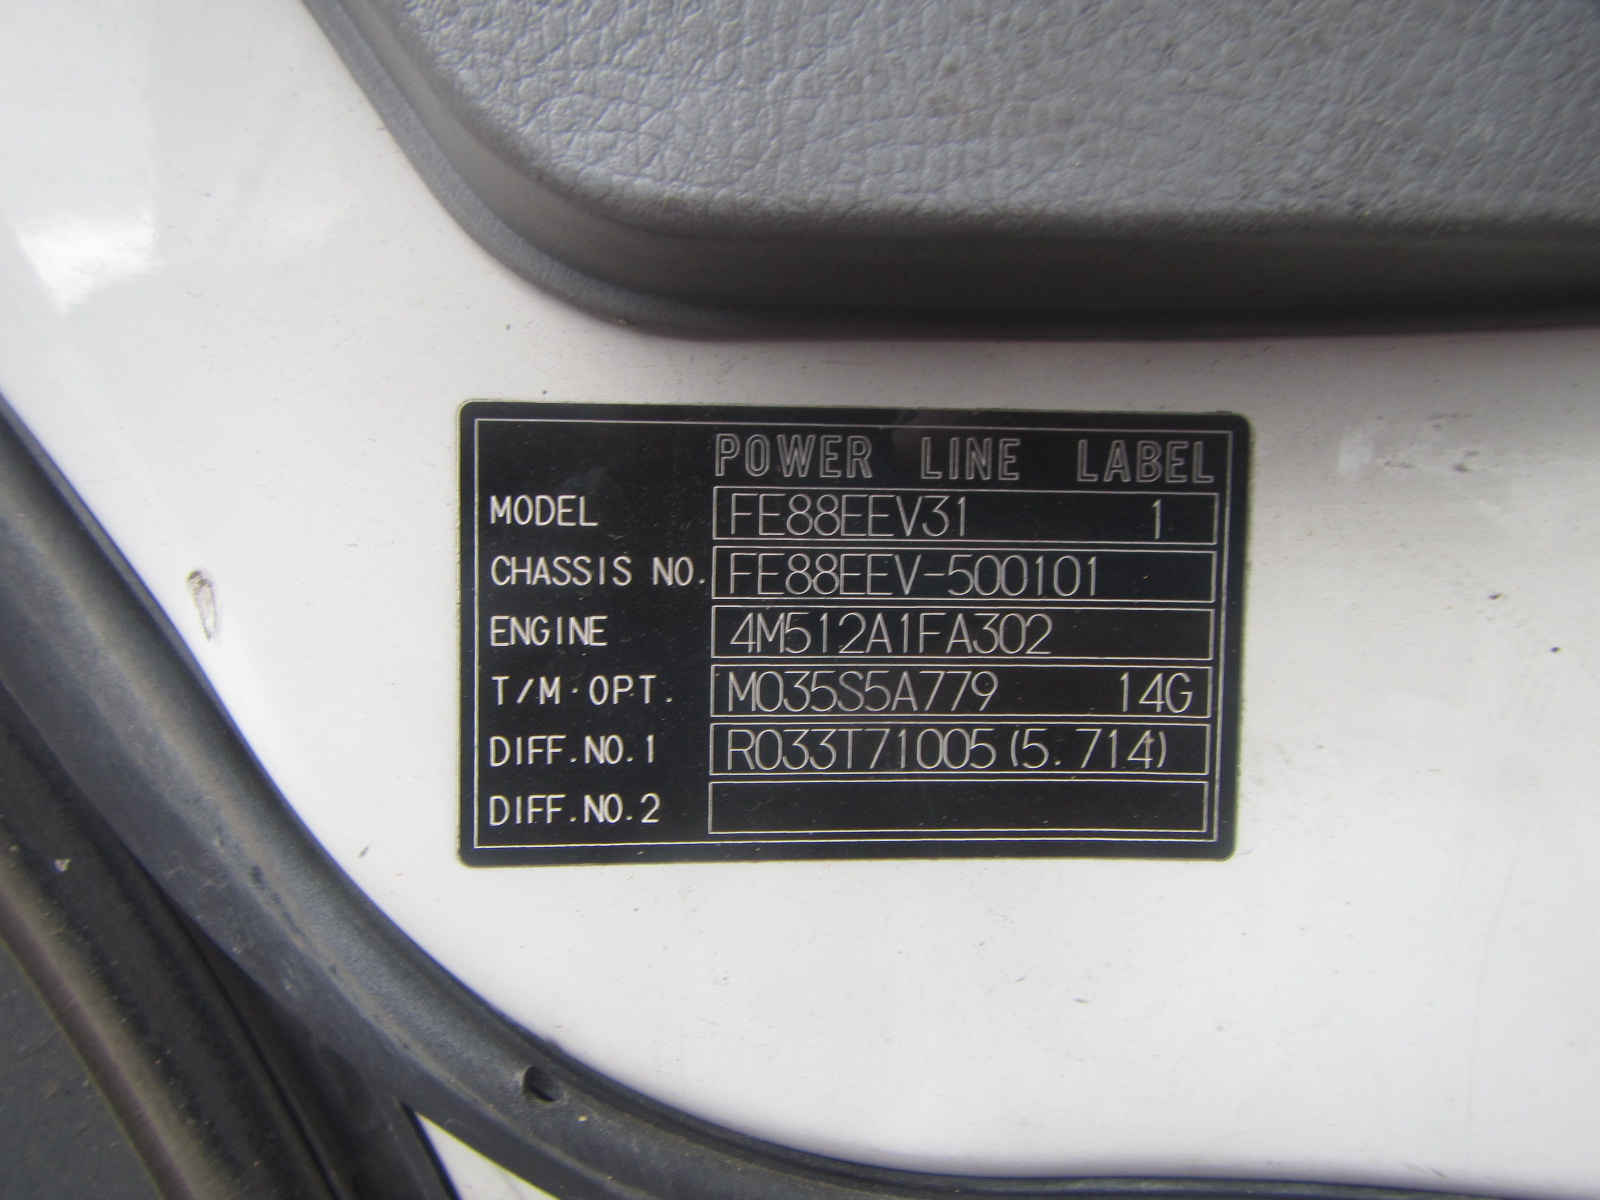 POWER LINE LABEL
MODEL FE88EEV31 1
CHASSIS NO. FE88EEV-500101
ENGINE 4M512A1FA302
T/M·OPT. M035S5A779 14G
DIFF.NO.1 R033T71005(5.714)
DIFF.NO.2